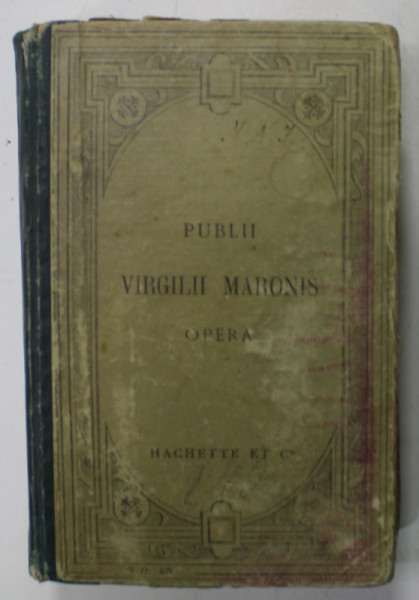 PUBLII
VIRGILII MARONIS
OPERA
HACHETTE ET Cie